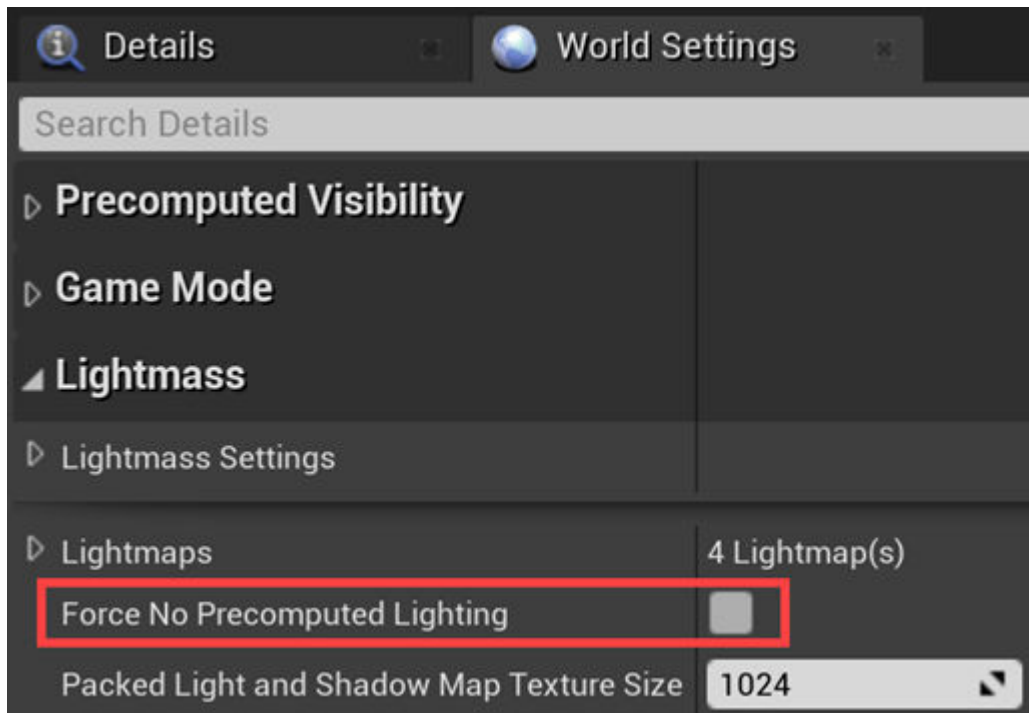 Details World Settings
Search Details
Precomputed Visibility
Game Mode
Lightmass
Lightmass Settings
Lightmaps 4 Lightmap(s)
Force No Precomputed Lighting
Packed Light and Shadow Map Texture Size 1024